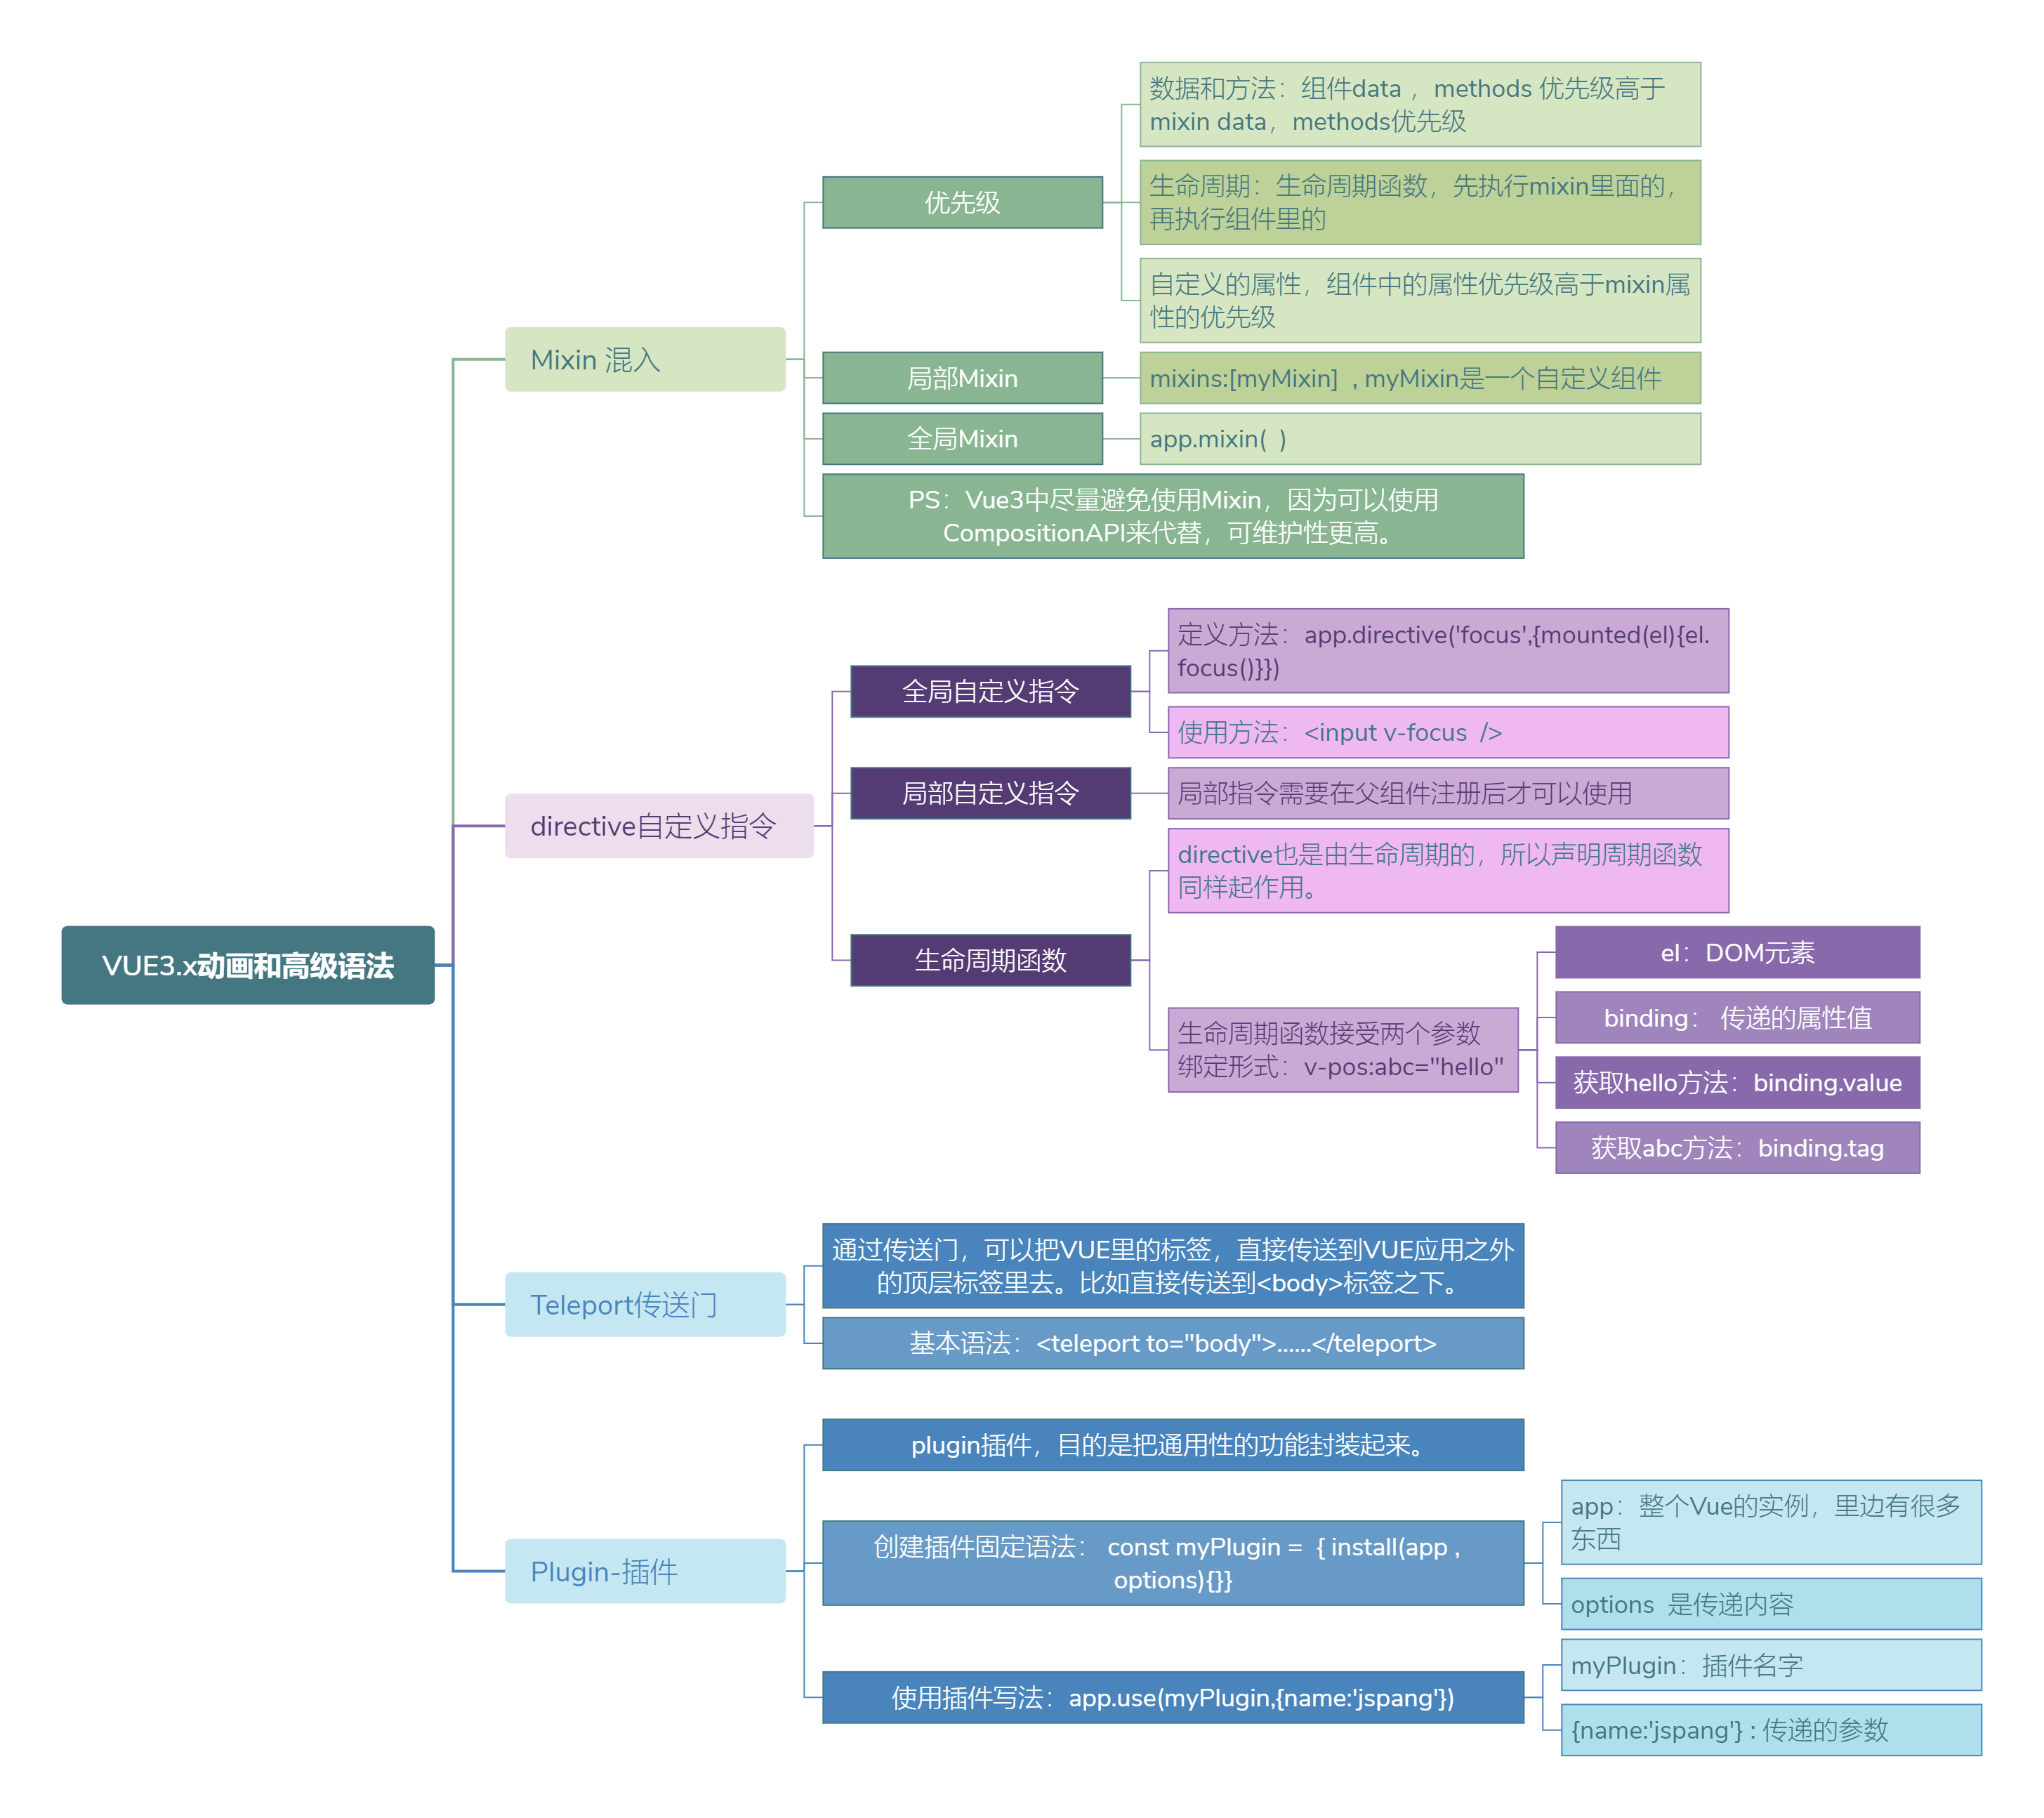 VUE3.x动画和高级语法
Mixin 混入
优先级
数据和方法：组件data ，methods 优先级高于
mixin data，methods优先级
生命周期：生命周期函数，先执行mixin里面的，
再执行组件里的
自定义的属性，组件中的属性优先级高于mixin属
性的优先级
局部Mixin
mixins:[myMixin] , myMixin是一个自定义组件
全局Mixin
app.mixin( )
PS：Vue3中尽量避免使用Mixin，因为可以使用
CompositionAPI来代替，可维护性更高。
directive自定义指令
全局自定义指令
定义方法：app.directive('focus',{mounted(el){el.
focus()}})
使用方法：<input v-focus />
局部自定义指令
局部指令需要在父组件注册后才可以使用
生命周期函数
directive也是由生命周期的，所以声明周期函数
同样起作用。
生命周期函数接受两个参数
绑定形式：v-pos:abc="hello"
el：DOM元素
binding： 传递的属性值
获取hello方法：binding.value
获取abc方法：binding.tag
Teleport传送门
通过传送门，可以把VUE里的标签，直接传送到VUE应用之外
的顶层标签里去。比如直接传送到<body>标签之下。
基本语法：<teleport to="body">......</teleport>
Plugin-插件
plugin插件，目的是把通用性的功能封装起来。
创建插件固定语法： const myPlugin = { install(app ,
options){}}
app：整个Vue的实例，里边有很多
东西
options 是传递内容
使用插件写法：app.use(myPlugin,{name:'jspang'})
myPlugin：插件名字
{name:'jspang'} : 传递的参数